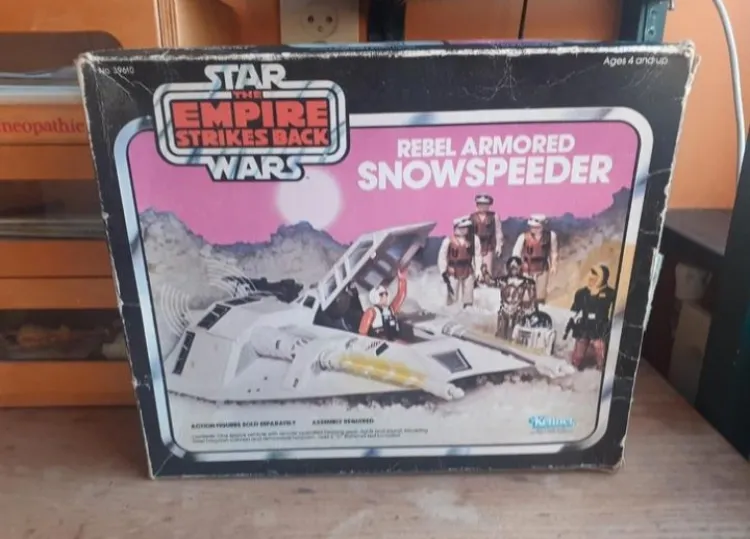 No. 39610
Ages 4 and up
STAR
THE
EMPIRE
STRIKES BACK
WARS
REBEL ARMORED
SNOWSPEEDER
neopathie
ACTION FIGURES SOLD SEPARATELY ASSEMBLY REQUIRED
Kenner